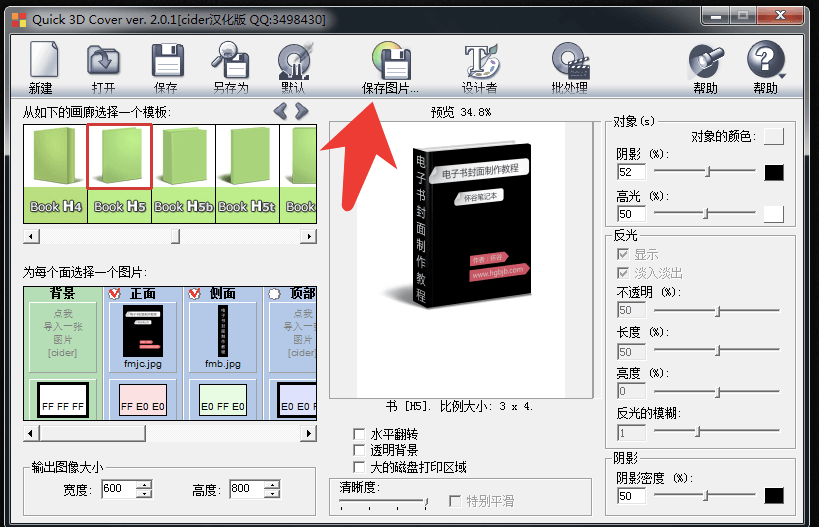 Quick 3D Cover ver. 2.0.1[cider汉化版 QQ:3498430]
新建 打开 保存 另存为 默认 保存图片... 设计者 批处理 帮助 帮助
从如下的画廊选择一个模板:
Book H4 Book H5 Book H5b Book H5t Book
为每个面选择一个图片:
背景 正面 侧面 顶部
点我
导入一张
图片
[cider]
fmjc.jpg
fmb.jpg
点我
导入一张
图片
[cider]
FF FF FF FF E0 E0 E0 FF E0 E0 E0 FF
输出图像大小
宽度: 600 高度: 800
预览 34.8%
电子书封面制作教程
电子书封面制作教程
怀谷笔记本
作者:怀谷
www.hgbjb.com
书 [H5]. 比例大小: 3 x 4.
水平翻转
透明背景
大的磁盘打印区域
清晰度:
特别平滑
对象(s)
对象的颜色:
阴影 (%):
52
高光 (%):
50
反光
显示
淡入淡出
不透明 (%):
50
长度 (%):
50
亮度 (%):
0
反光的模糊:
1
阴影
阴影密度 (%):
50